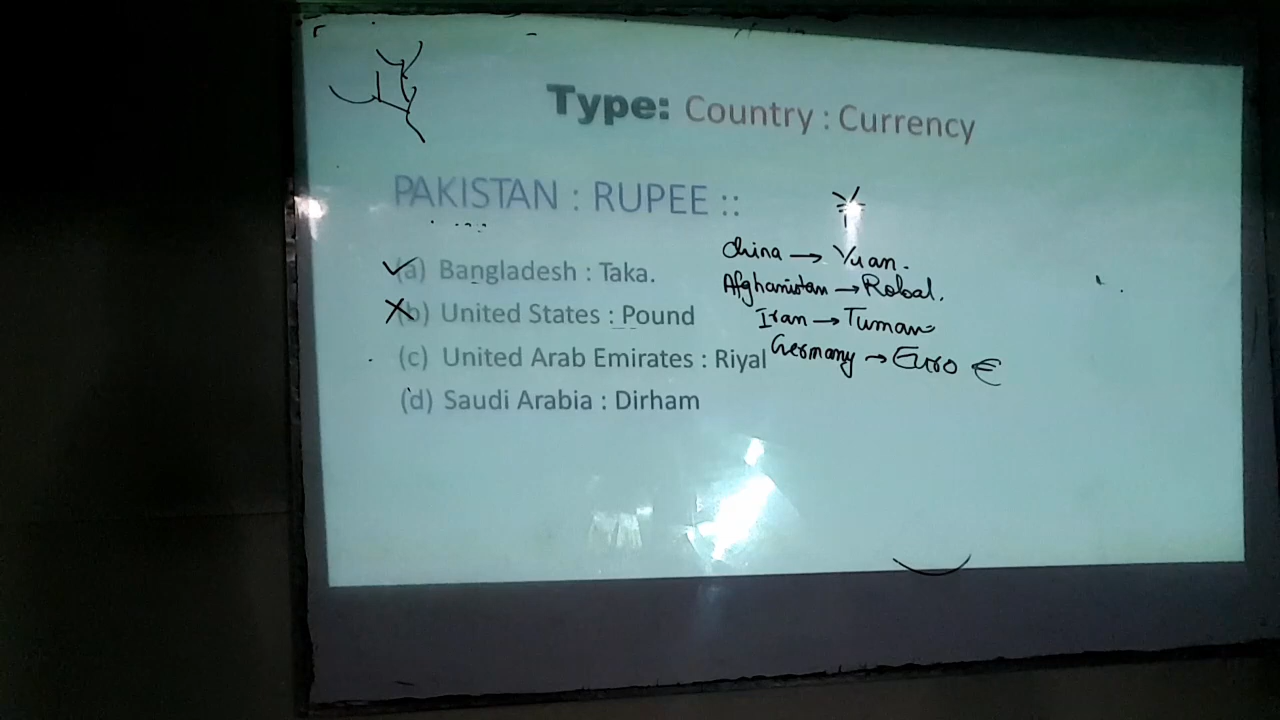 Type: Country : Currency
PAKISTAN : RUPEE ::
(a) Bangladesh : Taka.
(b) United States : Pound
(c) United Arab Emirates : Riyal
(d) Saudi Arabia : Dirham
China → Yuan.
Afghanistan → Robal.
Iran → Tuman
Germany → Euro €